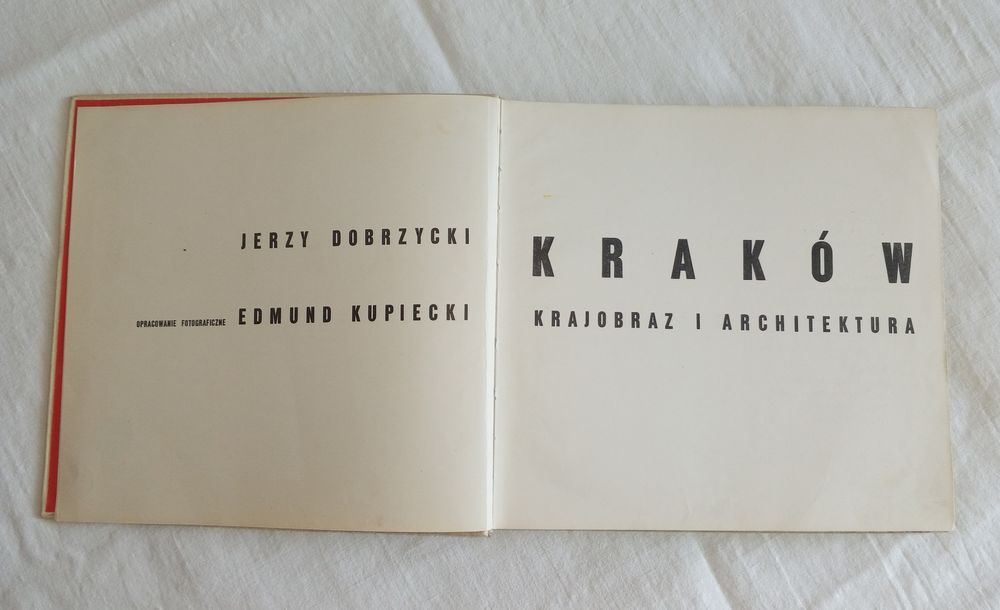 JERZY DOBRZYCKI
OPRACOWANIE FOTOGRAFICZNE EDMUND KUPIECKI
KRAKÓW
KRAJOBRAZ I ARCHITEKTURA